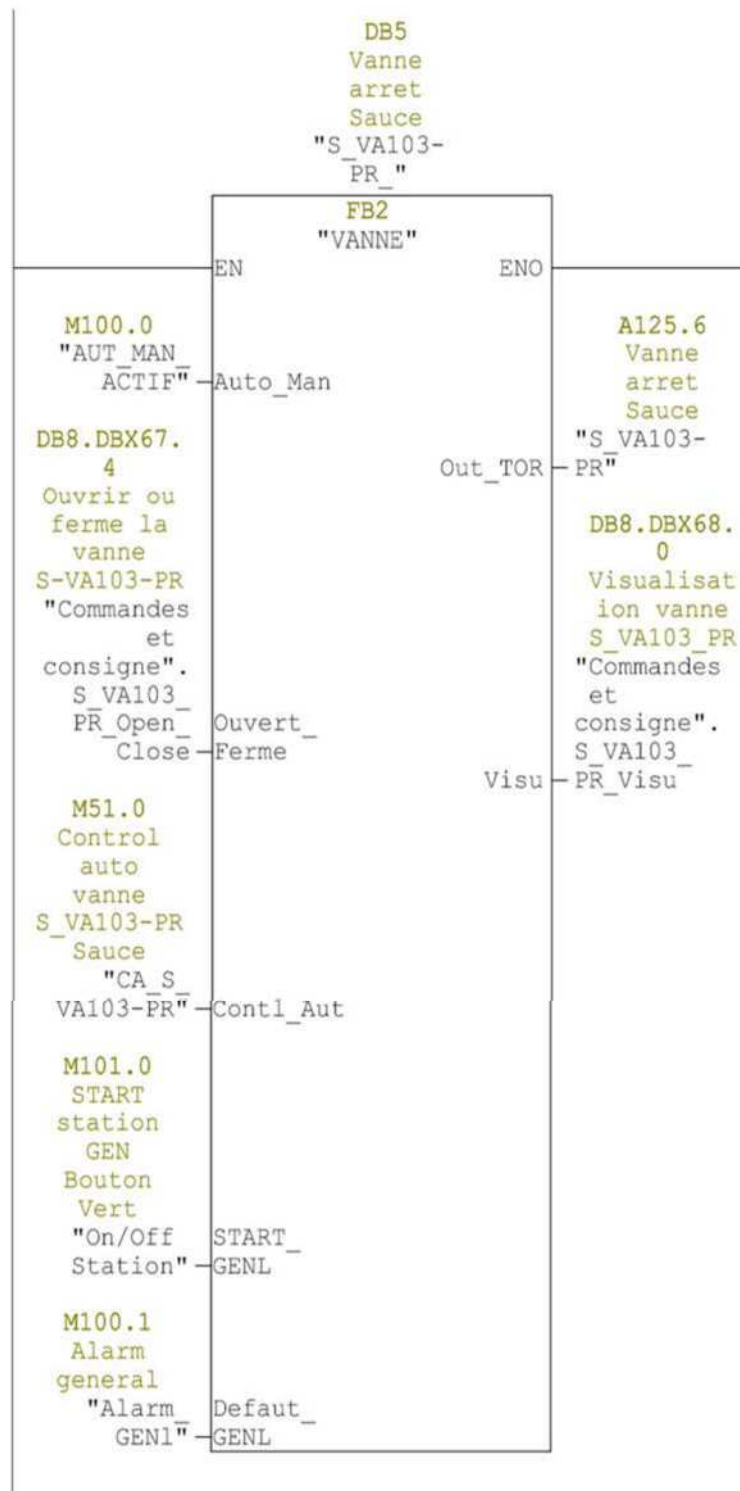 DB5
Vanne
arret
Sauce
"S_VA103-
PR_"
FB2
"VANNE"
EN
ENO
M100.0
"AUT_MAN_
ACTIF"
Auto_Man
A125.6
Vanne
arret
Sauce
"S_VA103-
PR"
Out_TOR
DB8.DBX67.
4
Ouvrir ou
ferme la
vanne
S-VA103-PR
"Commandes
et
consigne".
S_VA103_
PR_Open_
Close
Ouvert_
Ferme
DB8.DBX68.
0
Visualisat
ion vanne
S_VA103_PR
"Commandes
et
consigne".
S_VA103_
PR_Visu
Visu
M51.0
Control
auto
vanne
S_VA103-PR
Sauce
"CA_S_
VA103-PR"
Contl_Aut
M101.0
START
station
GEN
Bouton
Vert
"On/Off
Station"
START_
GENL
M100.1
Alarm
general
"Alarm_
GENl"
Defaut_
GENL